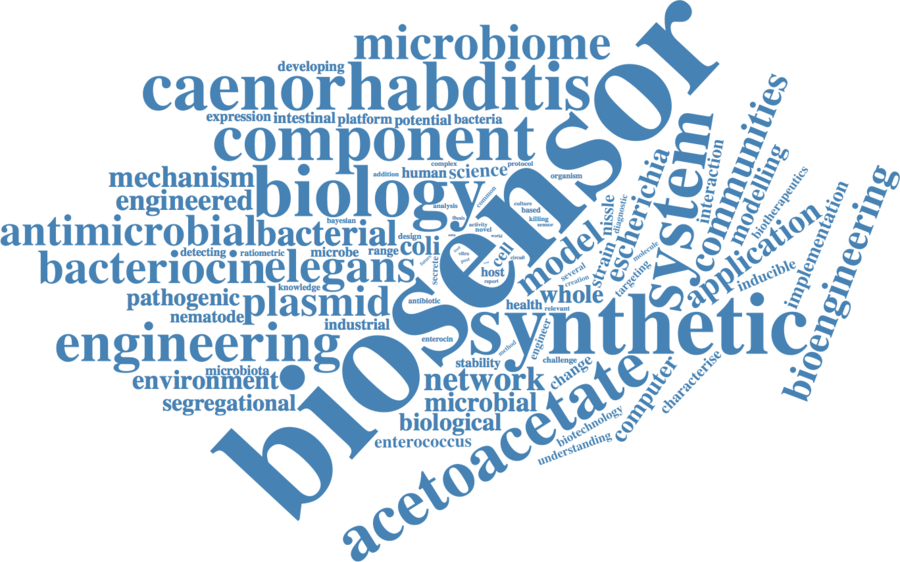 microbiome
developing
caenorhabditis
expression intestinal platform potential bacteria
component
complex
protocol
addition human science
organism
mechanism
biology
common
engineered
analysis
culture
based
bayesian
activity
killing
novel
sensor
antimicrobial
bacterial
design
coli
detecting ratiometric microbe range
bacteriocin
elegans
secrete
cell
circuit
host
report
model
biosensor
knowledge
antibiotic
pathogenic
plasmid
health
whole
relevant
nematode
industrial
synthetic
engineering
enterocin
engineer
method
challenge
stability
microbiota
environment
network
change
segregational
microbial
biological
enterococcus
acetoacetate
biotechnology
understanding
computer
characterise
several
creation
strain
missile
diagnostic
escherichia
targeting
molecule
system
interaction
communities
modelling
biotherapeutics
application
inducible
implementation
bioengineering